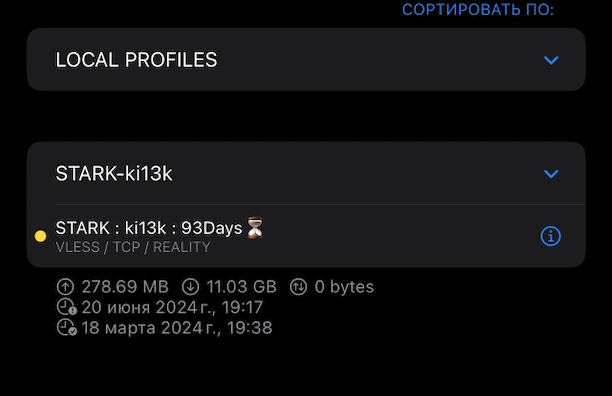 СОРТИРОВАТЬ ПО:
LOCAL PROFILES
STARK-ki13k
STARK : ki13k : 93Days⏳
VLESS / TCP / REALITY
278.69 MB 11.03 GB 0 bytes
20 июня 2024 г., 19:17
18 марта 2024 г., 19:38